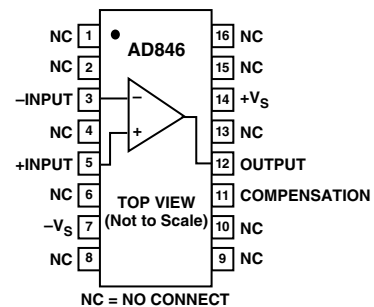 AD846
NC 1
NC 2
–INPUT 3
NC 4
+INPUT 5
NC 6
–VS 7
NC 8
16 NC
15 NC
14 +VS
13 NC
12 OUTPUT
11 COMPENSATION
10 NC
9 NC
–
+
TOP VIEW
(Not to Scale)
NC = NO CONNECT